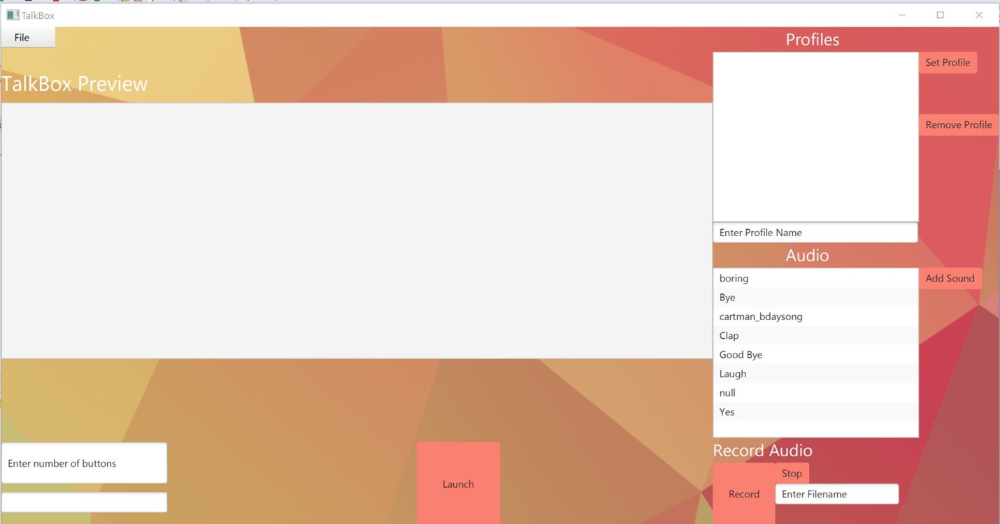 TalkBox
File
TalkBox Preview
Enter number of buttons
Launch
Profiles
Set Profile
Remove Profile
Enter Profile Name
Audio
boring
Bye
cartman_bdaysong
Clap
Good Bye
Laugh
null
Yes
Add Sound
Record Audio
Record
Stop
Enter Filename